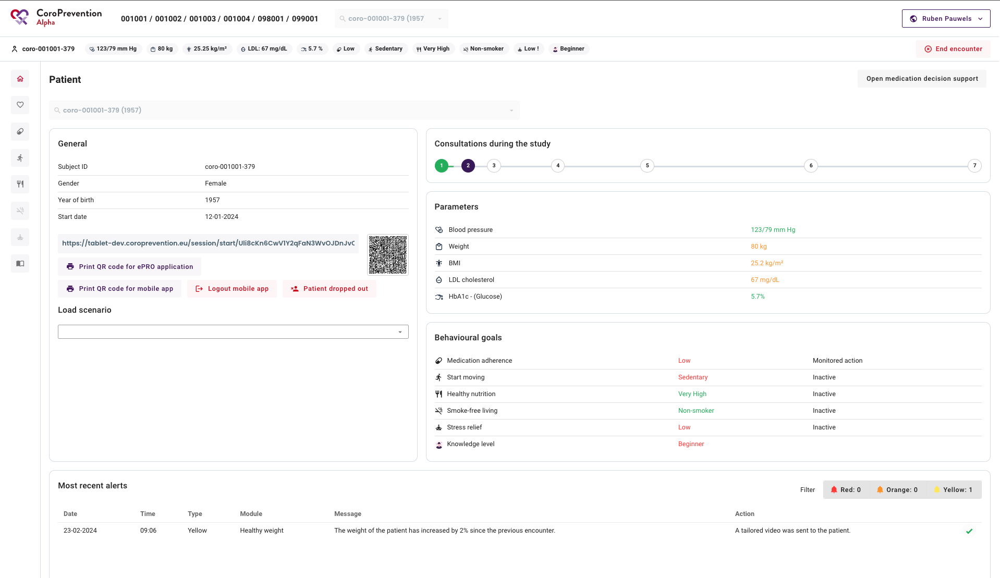 CoroPrevention
Alpha
001001 / 001002 / 001003 / 001004 / 098001 / 099001
coro-001001-379 (1957
Ruben Pauwels
coro-001001-379
123/79 mm Hg
80 kg
25.25 kg/m²
LDL: 67 mg/dL
5.7 %
Low
Sedentary
Very High
Non-smoker
Low !
Beginner
End encounter
Patient
Open medication decision support
coro-001001-379 (1957)
General
Subject ID coro-001001-379
Gender Female
Year of birth 1957
Start date 12-01-2024
Print QR code for ePRO application
Print QR code for mobile app
Logout mobile app
Patient dropped out
Load scenario
Consultations during the study
1 2 3 4 5 6 7
Parameters
Blood pressure 123/79 mm Hg
Weight 80 kg
BMI 25.2 kg/m²
LDL cholesterol 67 mg/dL
HbA1c - (Glucose) 5.7%
Behavioural goals
Medication adherence Low Monitored action
Start moving Sedentary Inactive
Healthy nutrition Very High Inactive
Smoke-free living Non-smoker Inactive
Stress relief Low Inactive
Knowledge level Beginner
Most recent alerts
Filter Red: 0 Orange: 0 Yellow: 1
Date Time Type Module Message Action
23-02-2024 09:06 Yellow Healthy weight The weight of the patient has increased by 2% since the previous encounter. A tailored video was sent to the patient.